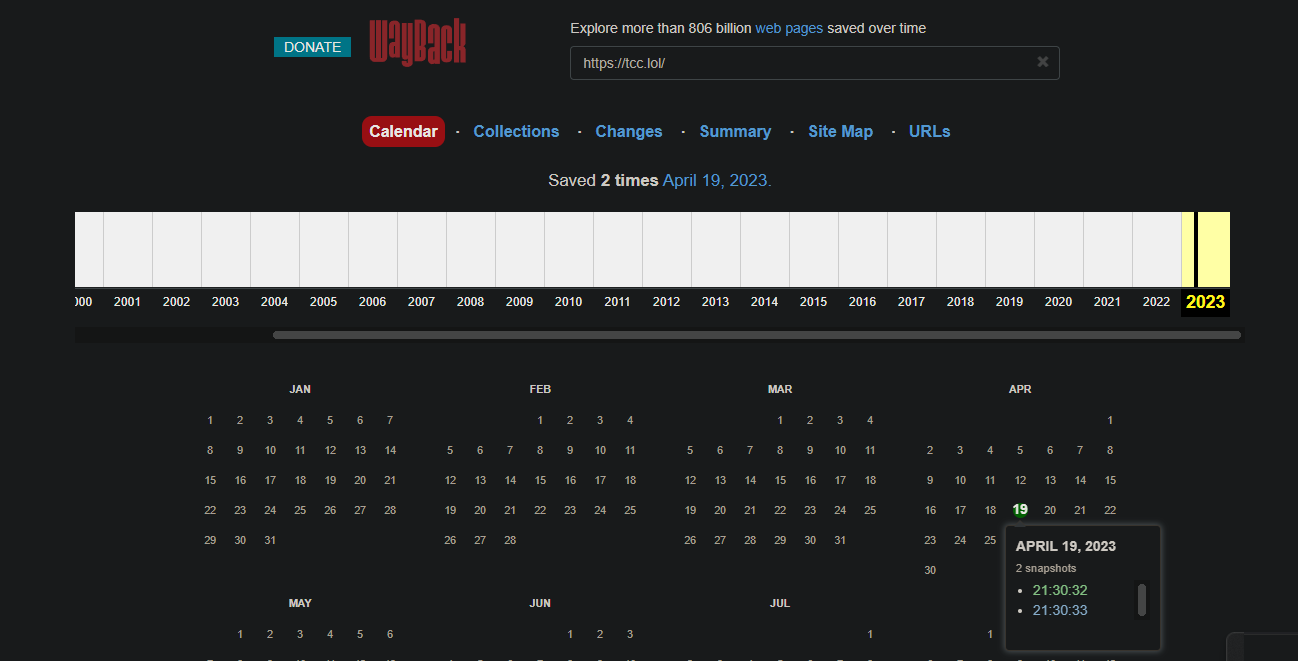 DONATE
WayBack
Explore more than 806 billion web pages saved over time
https://tcc.lol/
Calendar · Collections · Changes · Summary · Site Map · URLs
Saved 2 times April 19, 2023.
000 2001 2002 2003 2004 2005 2006 2007 2008 2009 2010 2011 2012 2013 2014 2015 2016 2017 2018 2019 2020 2021 2022 2023
JAN
1 2 3 4 5 6 7
8 9 10 11 12 13 14
15 16 17 18 19 20 21
22 23 24 25 26 27 28
29 30 31
FEB
1 2 3 4
5 6 7 8 9 10 11
12 13 14 15 16 17 18
19 20 21 22 23 24 25
26 27 28
MAR
1 2 3 4
5 6 7 8 9 10 11
12 13 14 15 16 17 18
19 20 21 22 23 24 25
26 27 28 29 30 31
APR
1
2 3 4 5 6 7 8
9 10 11 12 13 14 15
16 17 18 19 20 21 22
23 24 25
30
APRIL 19, 2023
2 snapshots
• 21:30:32
• 21:30:33
MAY
1 2 3 4 5 6
JUN
1 2 3
JUL
1
1